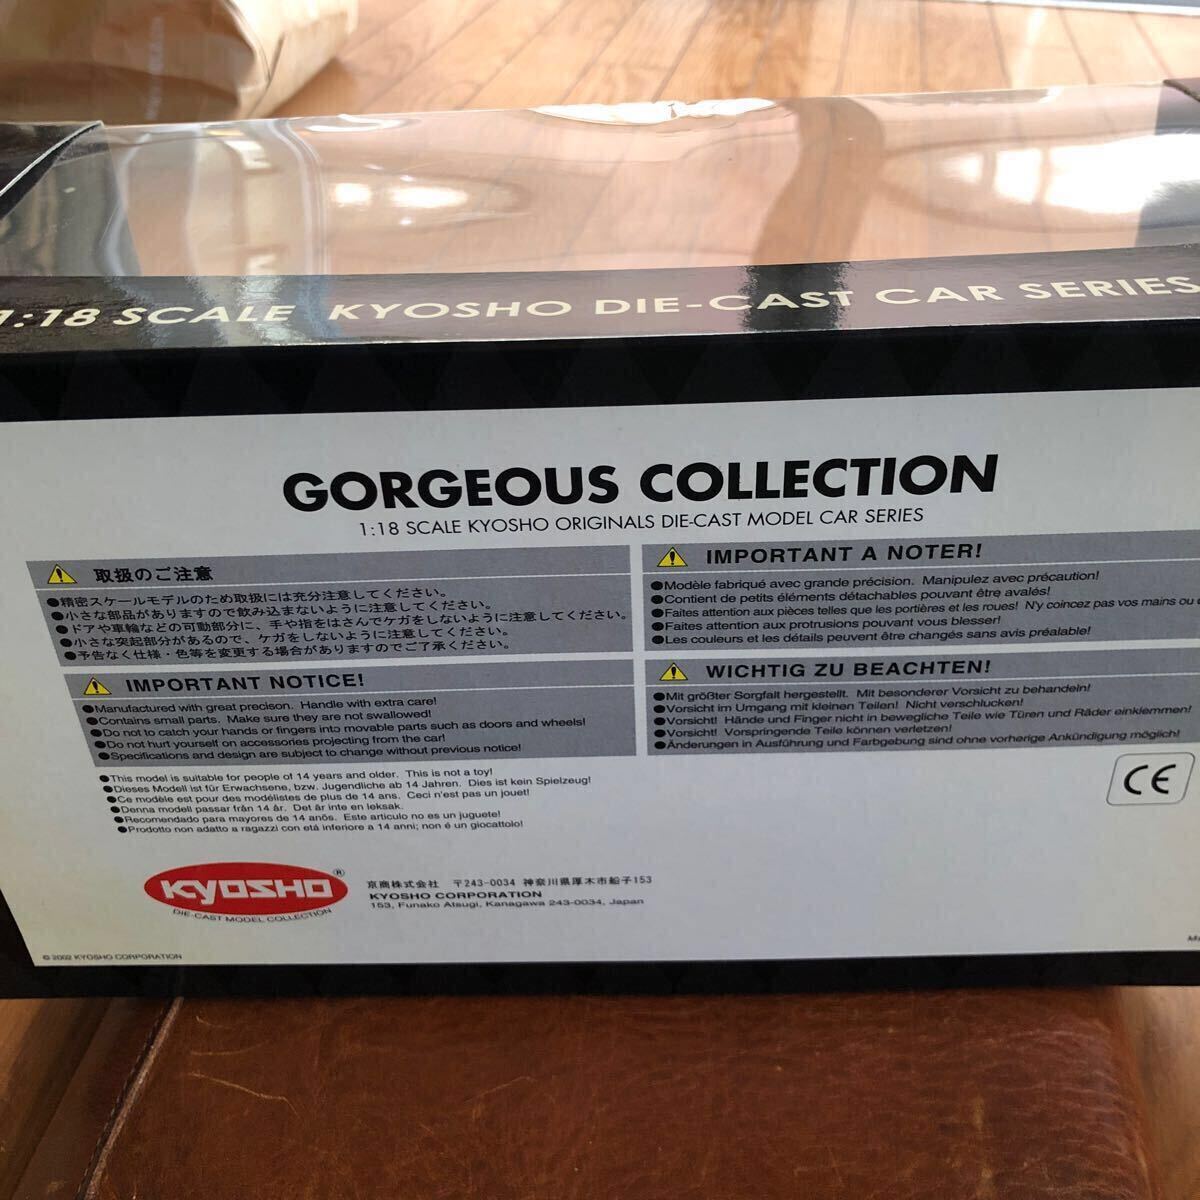 1:18 SCALE KYOSHO DIE-CAST CAR SERIES
GORGEOUS COLLECTION
1:18 SCALE KYOSHO ORIGINALS DIE-CAST MODEL CAR SERIES
取扱のご注意
●精密スケールモデルのため取扱には充分注意してください。
●小さな部品がありますので飲み込まないように注意してください。
●ドアや車輪などの可動部分に、手や指をはさんでケガをしないように注意してください。
●小さな突起部分があるので、ケガをしないように注意してください。
●予告なく仕様・色等を変更する場合がありますのでご了承ください。
IMPORTANT NOTICE!
●Manufactured with great precison. Handle with extra care!
●Contains small parts. Make sure they are not swallowed!
●Do not to catch your hands or fingers into movable parts such as doors and wheels!
●Do not hurt yourself on accessories projecting from the car!
●Specifications and design are subject to change without previous notice!
IMPORTANT A NOTER!
●Modèle fabriqué avec grande précision. Manipulez avec précaution!
●Contient de petits éléments détachables pouvant être avalés!
●Faites attention aux pièces telles que les portières et les roues! N'y coincez pas vos mains ou
●Faites attention aux protrusions pouvant vous blesser!
●Les couleurs et les détails peuvent être changés sans avis préalable!
WICHTIG ZU BEACHTEN!
●Mit größter Sorgfalt hergestellt. Mit besonderer Vorsicht zu behandeln!
●Vorsicht im Umgang mit kleinen Teilen! Nicht verschlucken!
●Vorsicht! Hände und Finger nicht in bewegliche Teile wie Türen und Räder einklemmen!
●Vorsicht! Vorspringende Teile können verletzen!
●Änderungen in Ausführung und Farbgebung sind ohne vorherige Ankündigung möglich!
●This model is suitable for people of 14 years and older. This is not a toy!
●Dieses Modell ist für Erwachsene, bzw. Jugendliche ab 14 Jahren. Dies ist kein Spielzeug!
●Ce modèle est pour des modélistes de plus de 14 ans. Ceci n'est pas un jouet!
●Denna modell passar från 14 år. Det är inte en leksak.
●Recomendado para mayores de 14 anõs. Este articulo no es un juguete!
●Prodotto non adatto a ragazzi con età inferiore a 14 anni; non é un giocattolo!
CE
KYOSHO®
DIE-CAST MODEL COLLECTION
京商株式会社 〒243-0034 神奈川県厚木市船子153
KYOSHO CORPORATION
153, Funako Atsugi, Kanagawa 243-0034, Japan
© 2002 KYOSHO CORPORATION